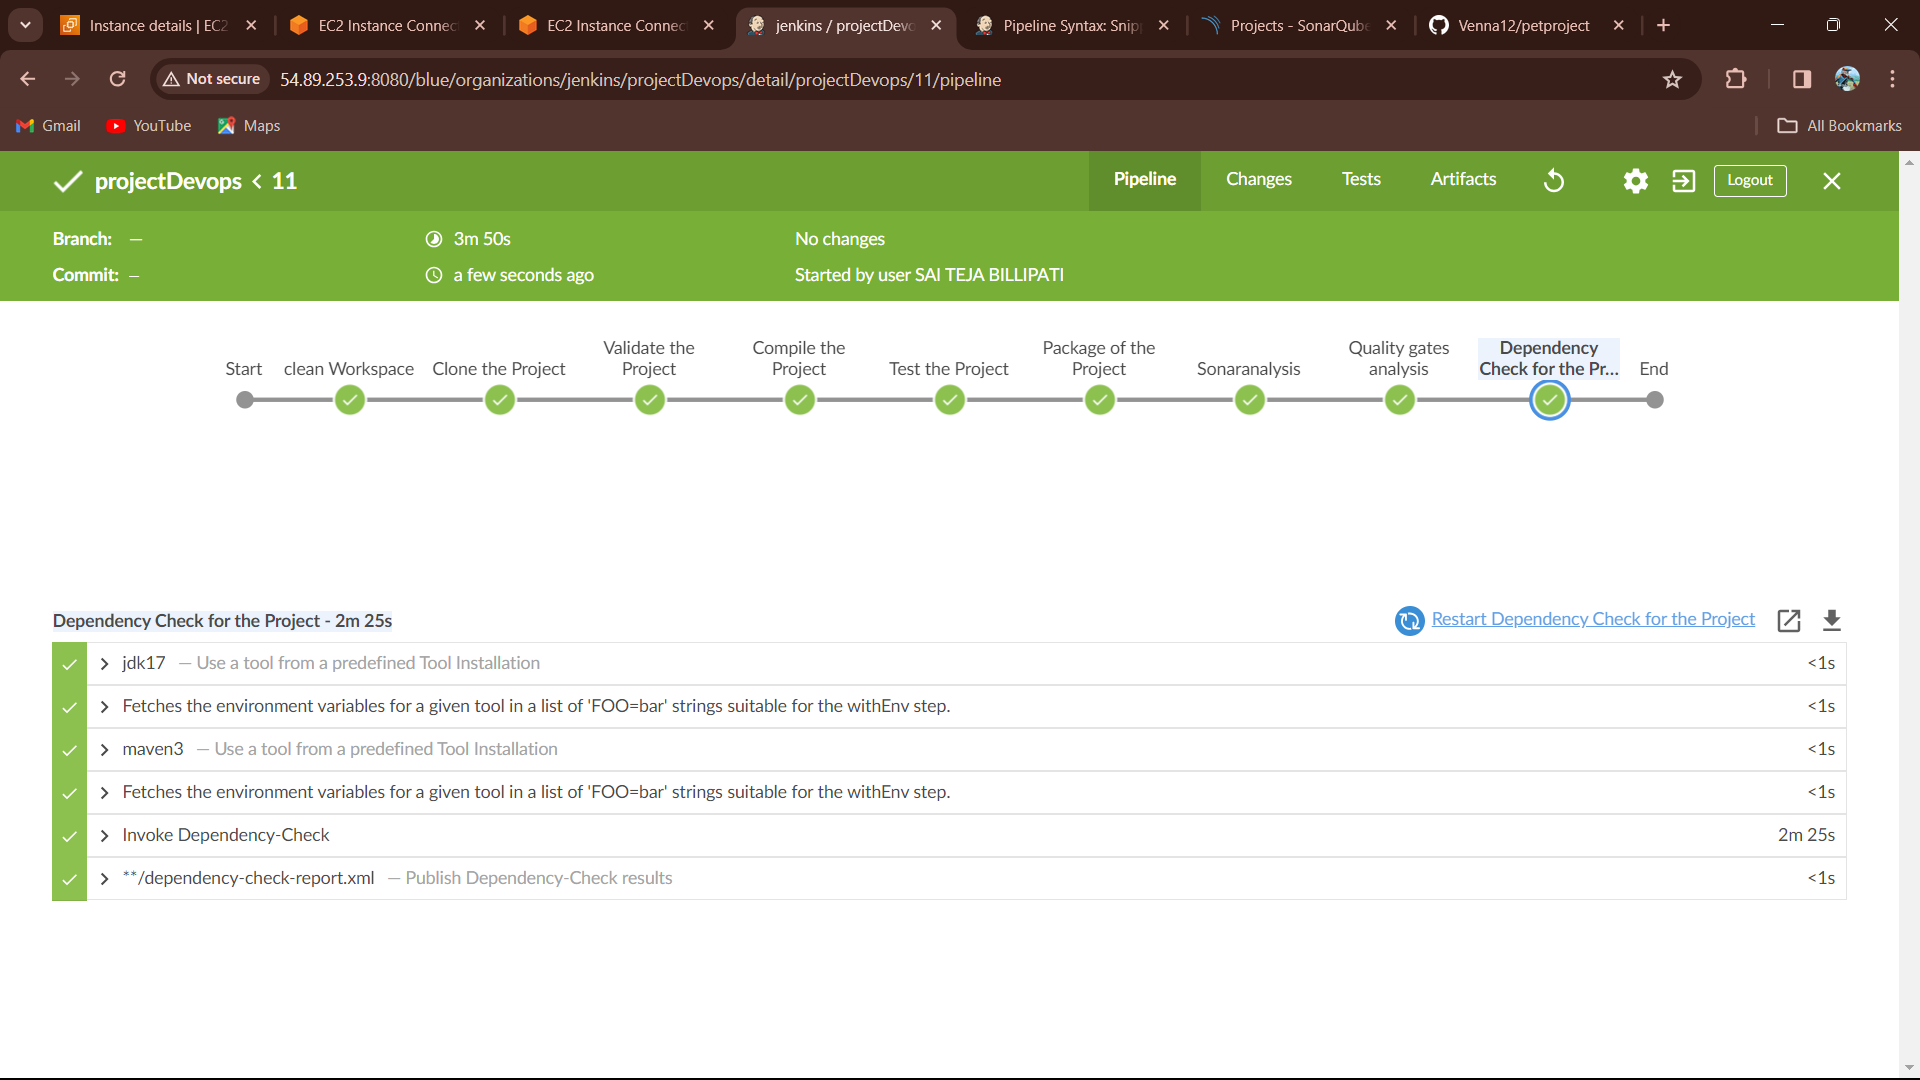 Instance details | EC2
EC2 Instance Connec
EC2 Instance Connec
jenkins / projectDevo
Pipeline Syntax: Snip
Projects - SonarQube
Venna12/petproject
Not secure
54.89.253.9:8080/blue/organizations/jenkins/projectDevops/detail/projectDevops/11/pipeline
Gmail
YouTube
Maps
All Bookmarks
projectDevops < 11
Pipeline
Changes
Tests
Artifacts
Logout
Branch: —
3m 50s
No changes
Commit: —
a few seconds ago
Started by user SAI TEJA BILLIPATI
Start
clean Workspace
Clone the Project
Validate the
Project
Compile the
Project
Test the Project
Package of the
Project
Sonaranalysis
Quality gates
analysis
Dependency
Check for the Pr...
End
Dependency Check for the Project - 2m 25s
Restart Dependency Check for the Project
jdk17 — Use a tool from a predefined Tool Installation <1s
Fetches the environment variables for a given tool in a list of 'FOO=bar' strings suitable for the withEnv step. <1s
maven3 — Use a tool from a predefined Tool Installation <1s
Fetches the environment variables for a given tool in a list of 'FOO=bar' strings suitable for the withEnv step. <1s
Invoke Dependency-Check 2m 25s
**/dependency-check-report.xml — Publish Dependency-Check results <1s